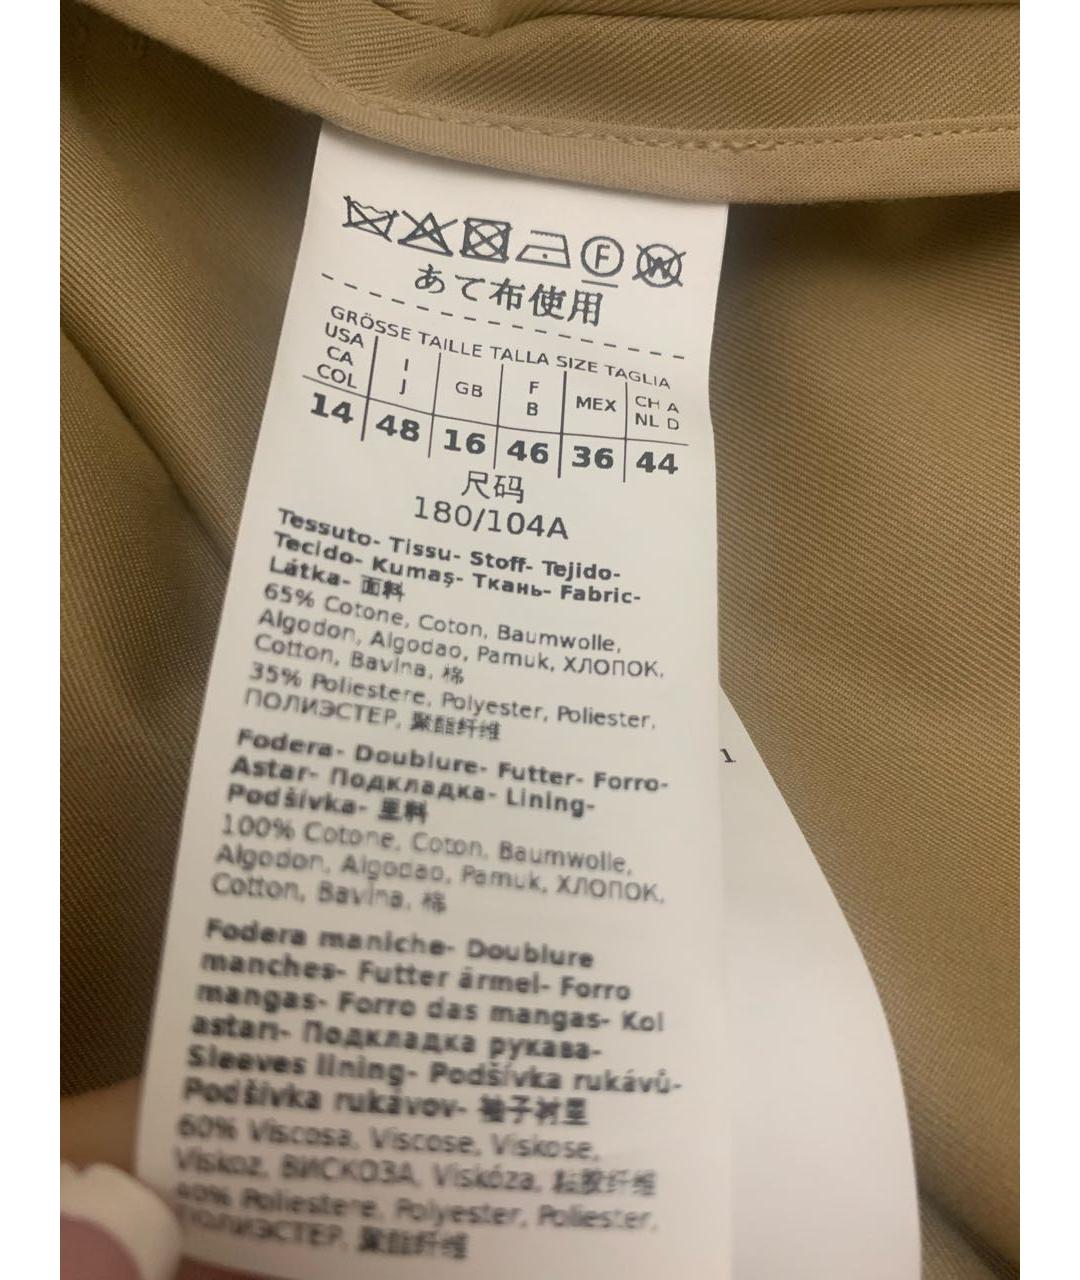 F W
あて布使用
GRÖSSE TAILLE TALLA SIZE TAGLIA
USA CA COL | I J | GB | F B | MEX | CH A NL D
14 | 48 | 16 | 46 | 36 | 44
尺码
180/104A
Tessuto- Tissu- Stoff- Tejido-
Tecido- Kumaş- Ткань- Fabric-
Látka- 面料
65% Cotone, Coton, Baumwolle,
Algodon, Algodao, Pamuk, ХЛОПОК,
Cotton, Bavlna, 棉
35% Poliestere, Polyester, Poliester,
ПОЛИЭСТЕР, 聚酯纤维
Fodera- Doublure- Futter- Forro-
Astar- Подкладка- Lining-
Podšívka- 里料
100% Cotone, Coton, Baumwolle,
Algodon, Algodao, Pamuk, ХЛОПОК,
Cotton, Bavlna, 棉
Fodera maniche- Doublure
manches- Futter ärmel- Forro
mangas- Forro das mangas- Kol
astarı- Подкладка рукава-
Sleeves lining- Podšívka rukávů-
Podšívka rukávov- 袖子衬里
60% Viscosa, Viscose, Viskose,
Viskoz, ВИСКОЗА, Viskóza, 粘胶纤维
40% Poliestere, Polyester, Poliester,
ПОЛИЭСТЕР, 聚酯纤维
1